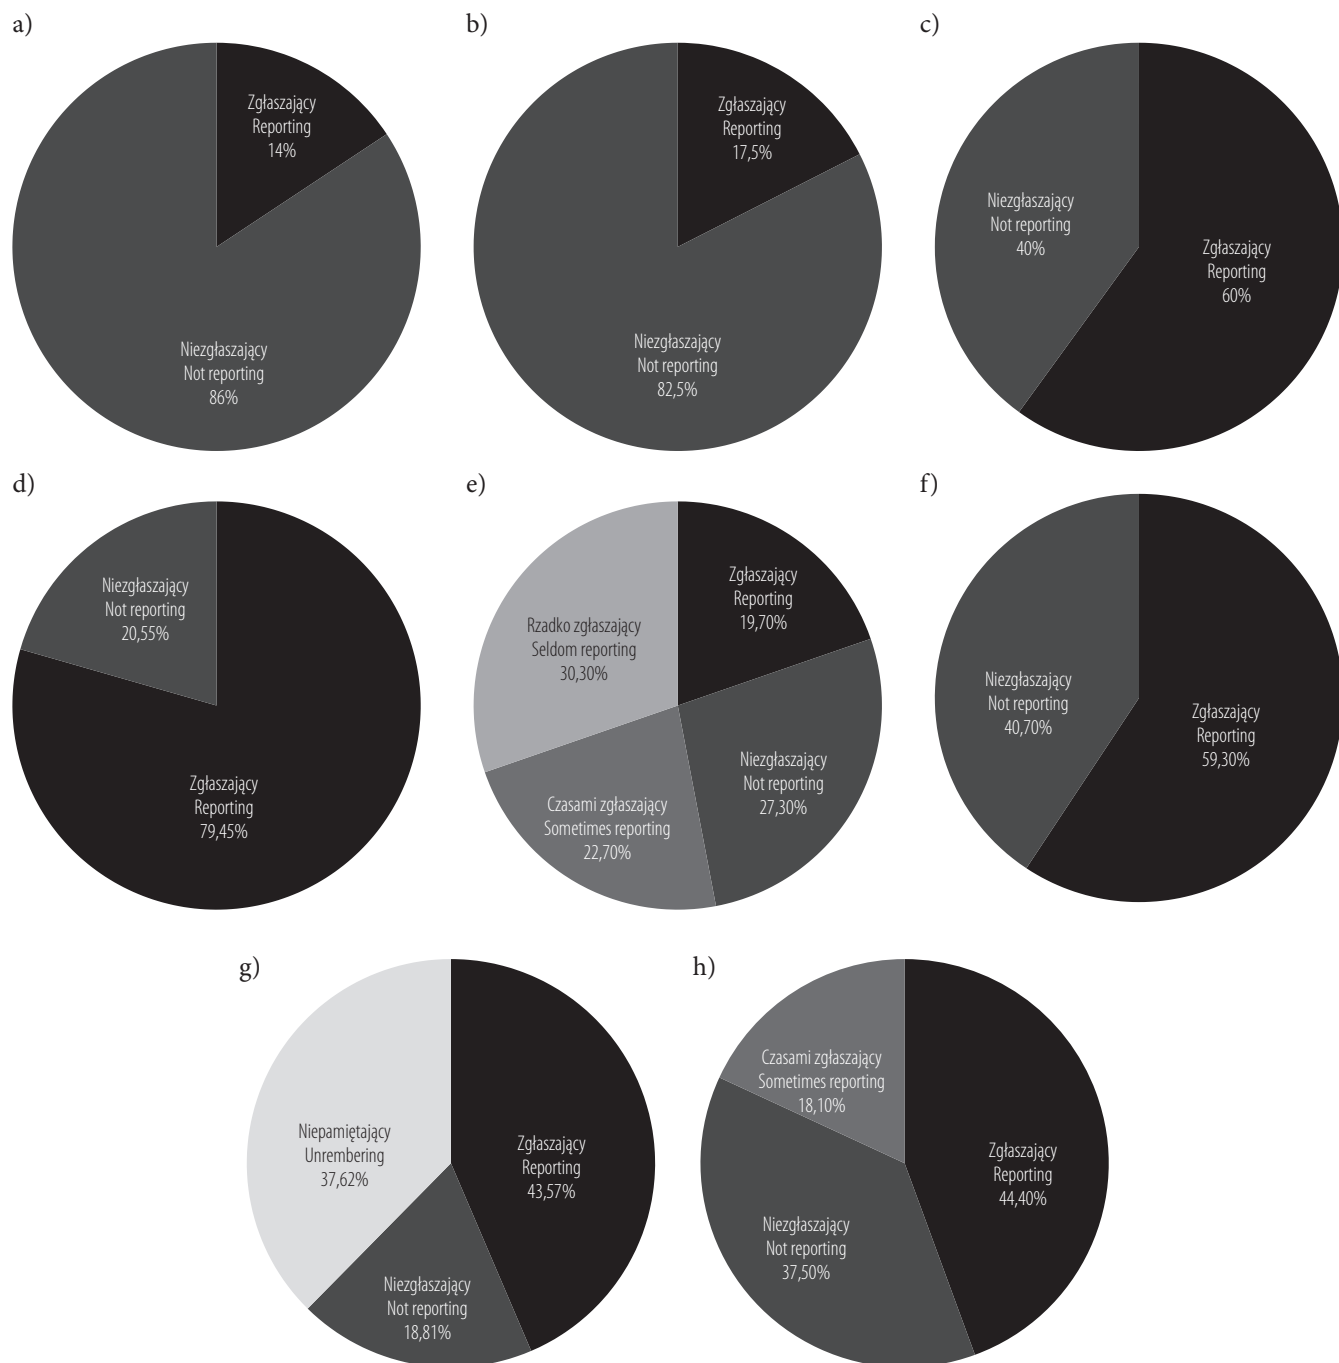 a)
Zgłaszający
Reporting
14%
Niezgłaszający
Not reporting
86%
b)
Zgłaszający
Reporting
17,5%
Niezgłaszający
Not reporting
82,5%
c)
Niezgłaszający
Not reporting
40%
Zgłaszający
Reporting
60%
d)
Niezgłaszający
Not reporting
20,55%
Zgłaszający
Reporting
79,45%
e)
Zgłaszający
Reporting
19,70%
Rzadko zgłaszający
Seldom reporting
30,30%
Niezgłaszający
Not reporting
27,30%
Czasami zgłaszający
Sometimes reporting
22,70%
f)
Niezgłaszający
Not reporting
40,70%
Zgłaszający
Reporting
59,30%
g)
Niepamiętający
Unrembering
37,62%
Zgłaszający
Reporting
43,57%
Niezgłaszający
Not reporting
18,81%
h)
Czasami zgłaszający
Sometimes reporting
18,10%
Zgłaszający
Reporting
44,40%
Niezgłaszający
Not reporting
37,50%